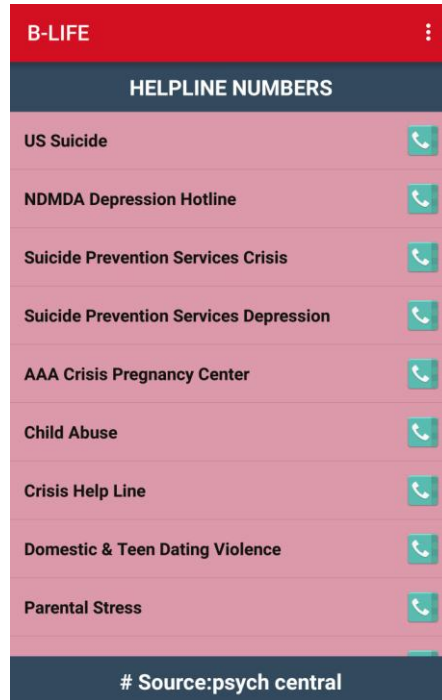 B-LIFE
HELPLINE NUMBERS
US Suicide
NDMDA Depression Hotline
Suicide Prevention Services Crisis
Suicide Prevention Services Depression
AAA Crisis Pregnancy Center
Child Abuse
Crisis Help Line
Domestic & Teen Dating Violence
Parental Stress
# Source:psych central